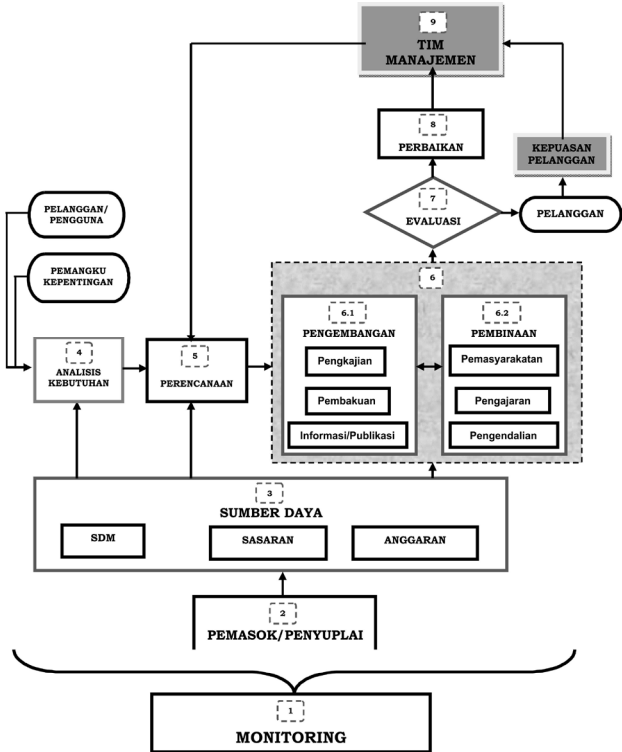 9
TIM
MANAJEMEN
8
PERBAIKAN
KEPUASAN
PELANGGAN
7
EVALUASI
PELANGGAN
PELANGGAN/
PENGGUNA
PEMANGKU
KEPENTINGAN
6
6.1
PENGEMBANGAN
Pengkajian
Pembakuan
Informasi/Publikasi
6.2
PEMBINAAN
Pemasyarakatan
Pengajaran
Pengendalian
4
ANALISIS
KEBUTUHAN
5
PERENCANAAN
3
SUMBER DAYA
SDM
SASARAN
ANGGARAN
2
PEMASOK/PENYUPLAI
1
MONITORING